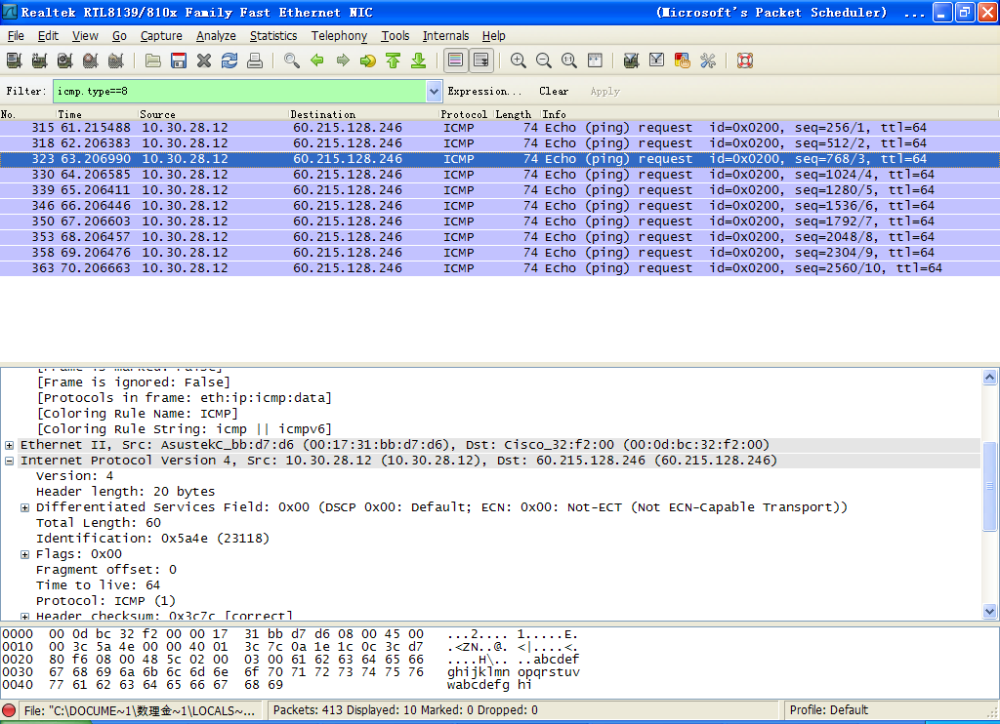 Realtek RTL8139/810x Family Fast Ethernet NIC (Microsoft's Packet Scheduler) ...
File Edit View Go Capture Analyze Statistics Telephony Tools Internals Help
Filter: icmp.type==8 Expression... Clear Apply
No. Time Source Destination Protocol Length Info
315 61.215488 10.30.28.12 60.215.128.246 ICMP 74 Echo (ping) request id=0x0200, seq=256/1, ttl=64
318 62.206383 10.30.28.12 60.215.128.246 ICMP 74 Echo (ping) request id=0x0200, seq=512/2, ttl=64
323 63.206990 10.30.28.12 60.215.128.246 ICMP 74 Echo (ping) request id=0x0200, seq=768/3, ttl=64
330 64.206585 10.30.28.12 60.215.128.246 ICMP 74 Echo (ping) request id=0x0200, seq=1024/4, ttl=64
339 65.206411 10.30.28.12 60.215.128.246 ICMP 74 Echo (ping) request id=0x0200, seq=1280/5, ttl=64
346 66.206446 10.30.28.12 60.215.128.246 ICMP 74 Echo (ping) request id=0x0200, seq=1536/6, ttl=64
350 67.206603 10.30.28.12 60.215.128.246 ICMP 74 Echo (ping) request id=0x0200, seq=1792/7, ttl=64
353 68.206457 10.30.28.12 60.215.128.246 ICMP 74 Echo (ping) request id=0x0200, seq=2048/8, ttl=64
358 69.206476 10.30.28.12 60.215.128.246 ICMP 74 Echo (ping) request id=0x0200, seq=2304/9, ttl=64
363 70.206663 10.30.28.12 60.215.128.246 ICMP 74 Echo (ping) request id=0x0200, seq=2560/10, ttl=64
[Frame is marked: False]
[Frame is ignored: False]
[Protocols in frame: eth:ip:icmp:data]
[Coloring Rule Name: ICMP]
[Coloring Rule String: icmp || icmpv6]
Ethernet II, Src: AsustekC_bb:d7:d6 (00:17:31:bb:d7:d6), Dst: Cisco_32:f2:00 (00:0d:bc:32:f2:00)
Internet Protocol Version 4, Src: 10.30.28.12 (10.30.28.12), Dst: 60.215.128.246 (60.215.128.246)
Version: 4
Header length: 20 bytes
Differentiated Services Field: 0x00 (DSCP 0x00: Default; ECN: 0x00: Not-ECT (Not ECN-Capable Transport))
Total Length: 60
Identification: 0x5a4e (23118)
Flags: 0x00
Fragment offset: 0
Time to live: 64
Protocol: ICMP (1)
Header checksum: 0x3c7c [correct]
0000 00 0d bc 32 f2 00 00 17 31 bb d7 d6 08 00 45 00 ...2.... 1.....E.
0010 00 3c 5a 4e 00 00 40 01 3c 7c 0a 1e 1c 0c 3c d7 .<ZN..@. <|....<.
0020 80 f6 08 00 48 5c 02 00 03 00 61 62 63 64 65 66 ....H\.. ..abcdef
0030 67 68 69 6a 6b 6c 6d 6e 6f 70 71 72 73 74 75 76 ghijklmn opqrstuv
0040 77 61 62 63 64 65 66 67 68 69 wabcdefg hi
File: "C:\DOCUME~1\数理金~1\LOCALS~... Packets: 413 Displayed: 10 Marked: 0 Dropped: 0 Profile: Default